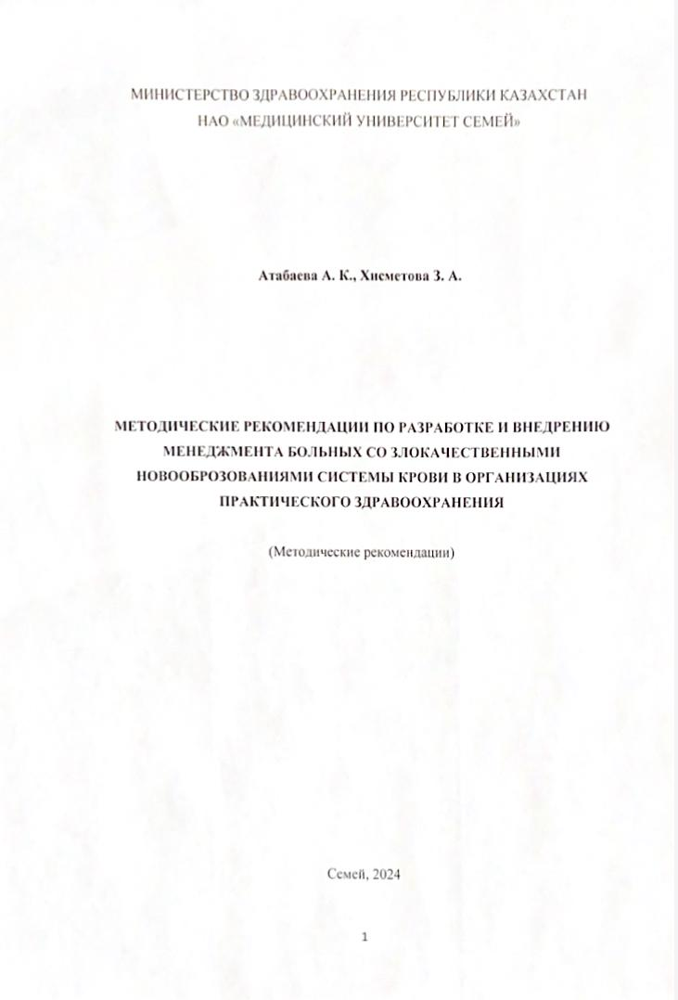 МИНИСТЕРСТВО ЗДРАВООХРАНЕНИЯ РЕСПУБЛИКИ КАЗАХСТАН
НАО «МЕДИЦИНСКИЙ УНИВЕРСИТЕТ СЕМЕЙ»
Атабаева А. К., Хисметова З. А.
МЕТОДИЧЕСКИЕ РЕКОМЕНДАЦИИ ПО РАЗРАБОТКЕ И ВНЕДРЕНИЮ
МЕНЕДЖМЕНТА БОЛЬНЫХ СО ЗЛОКАЧЕСТВЕННЫМИ
НОВООБРОЗОВАНИЯМИ СИСТЕМЫ КРОВИ В ОРГАНИЗАЦИЯХ
ПРАКТИЧЕСКОГО ЗДРАВООХРАНЕНИЯ
(Методические рекомендации)
Семей, 2024
1